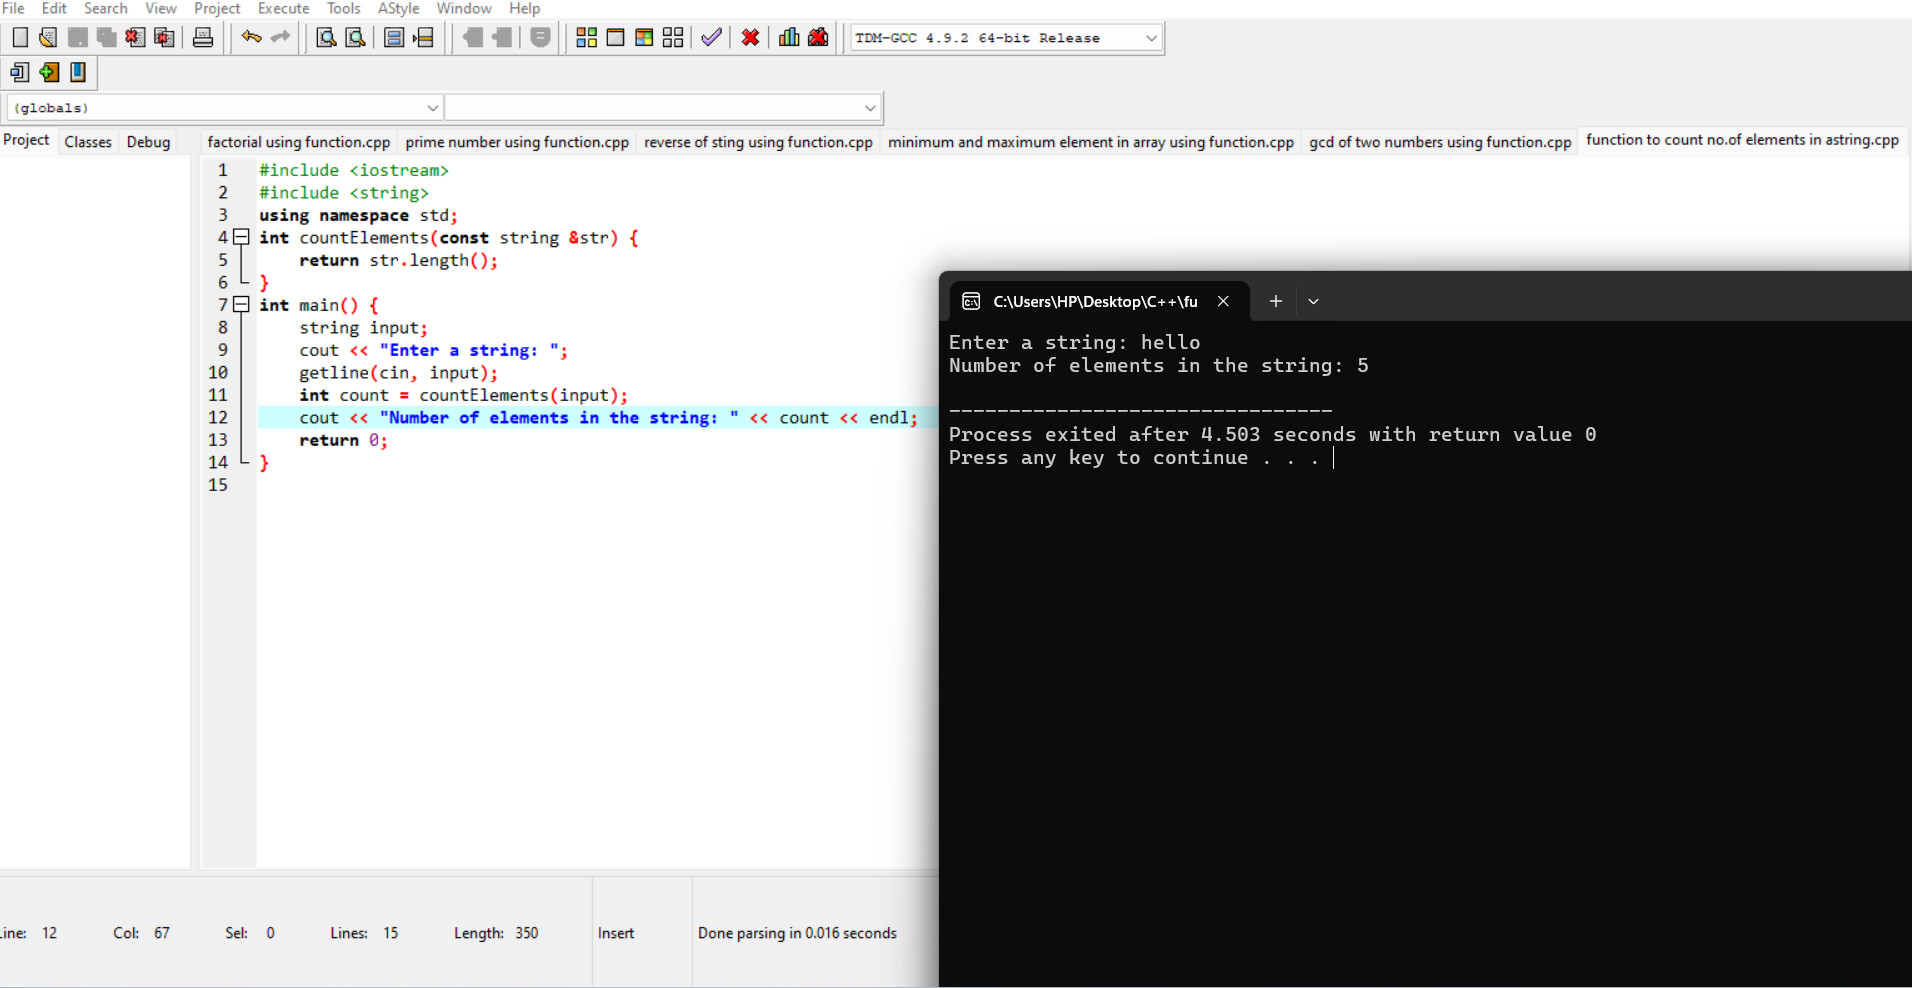 File Edit Search View Project Execute Tools AStyle Window Help
TDM-GCC 4.9.2 64-bit Release
(globals)
Project Classes Debug
factorial using function.cpp prime number using function.cpp reverse of sting using function.cpp minimum and maximum element in array using function.cpp gcd of two numbers using function.cpp function to count no.of elements in astring.cpp
1 #include <iostream>
2 #include <string>
3 using namespace std;
4 int countElements(const string &str) {
5 return str.length();
6 }
7 int main() {
8 string input;
9 cout << "Enter a string: ";
10 getline(cin, input);
11 int count = countElements(input);
12 cout << "Number of elements in the string: " << count << endl;
13 return 0;
14 }
15
C:\Users\HP\Desktop\C++\fu
Enter a string: hello
Number of elements in the string: 5
--------------------------------
Process exited after 4.503 seconds with return value 0
Press any key to continue . . .
Line: 12 Col: 67 Sel: 0 Lines: 15 Length: 350 Insert Done parsing in 0.016 seconds